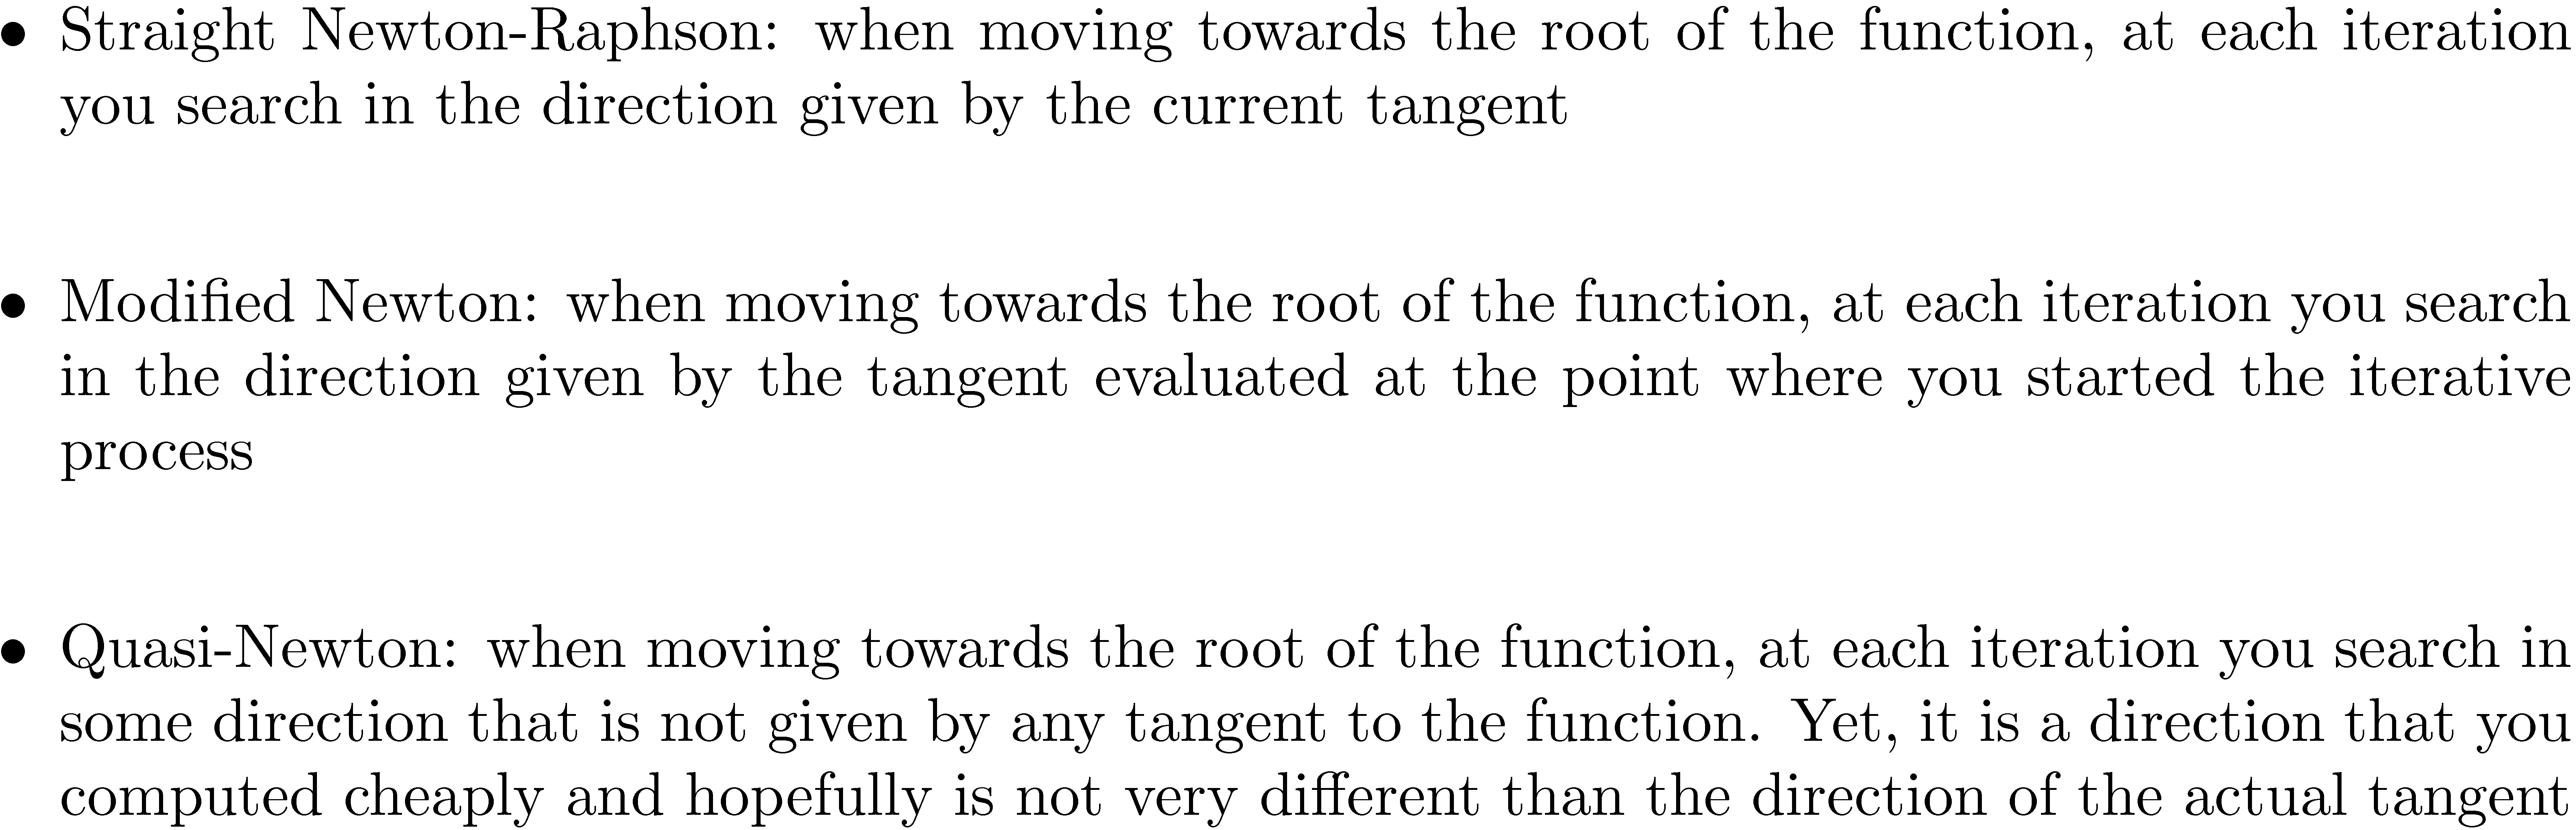 • Straight Newton-Raphson: when moving towards the root of the function, at each iteration
you search in the direction given by the current tangent
• Modified Newton: when moving towards the root of the function, at each iteration you search
in the direction given by the tangent evaluated at the point where you started the iterative
process
• Quasi-Newton: when moving towards the root of the function, at each iteration you search in
some direction that is not given by any tangent to the function. Yet, it is a direction that you
computed cheaply and hopefully is not very different than the direction of the actual tangent